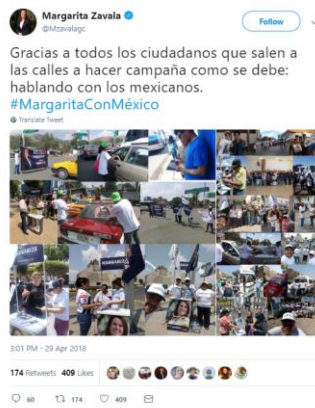 Margarita Zavala
@Mzavalagc
Follow
Gracias a todos los ciudadanos que salen a
las calles a hacer campaña como se debe:
hablando con los mexicanos.
#MargaritaConMéxico
Translate Tweet
MARGARITA
3:01 PM - 29 Apr 2018
174 Retweets 409 Likes
60 174 409